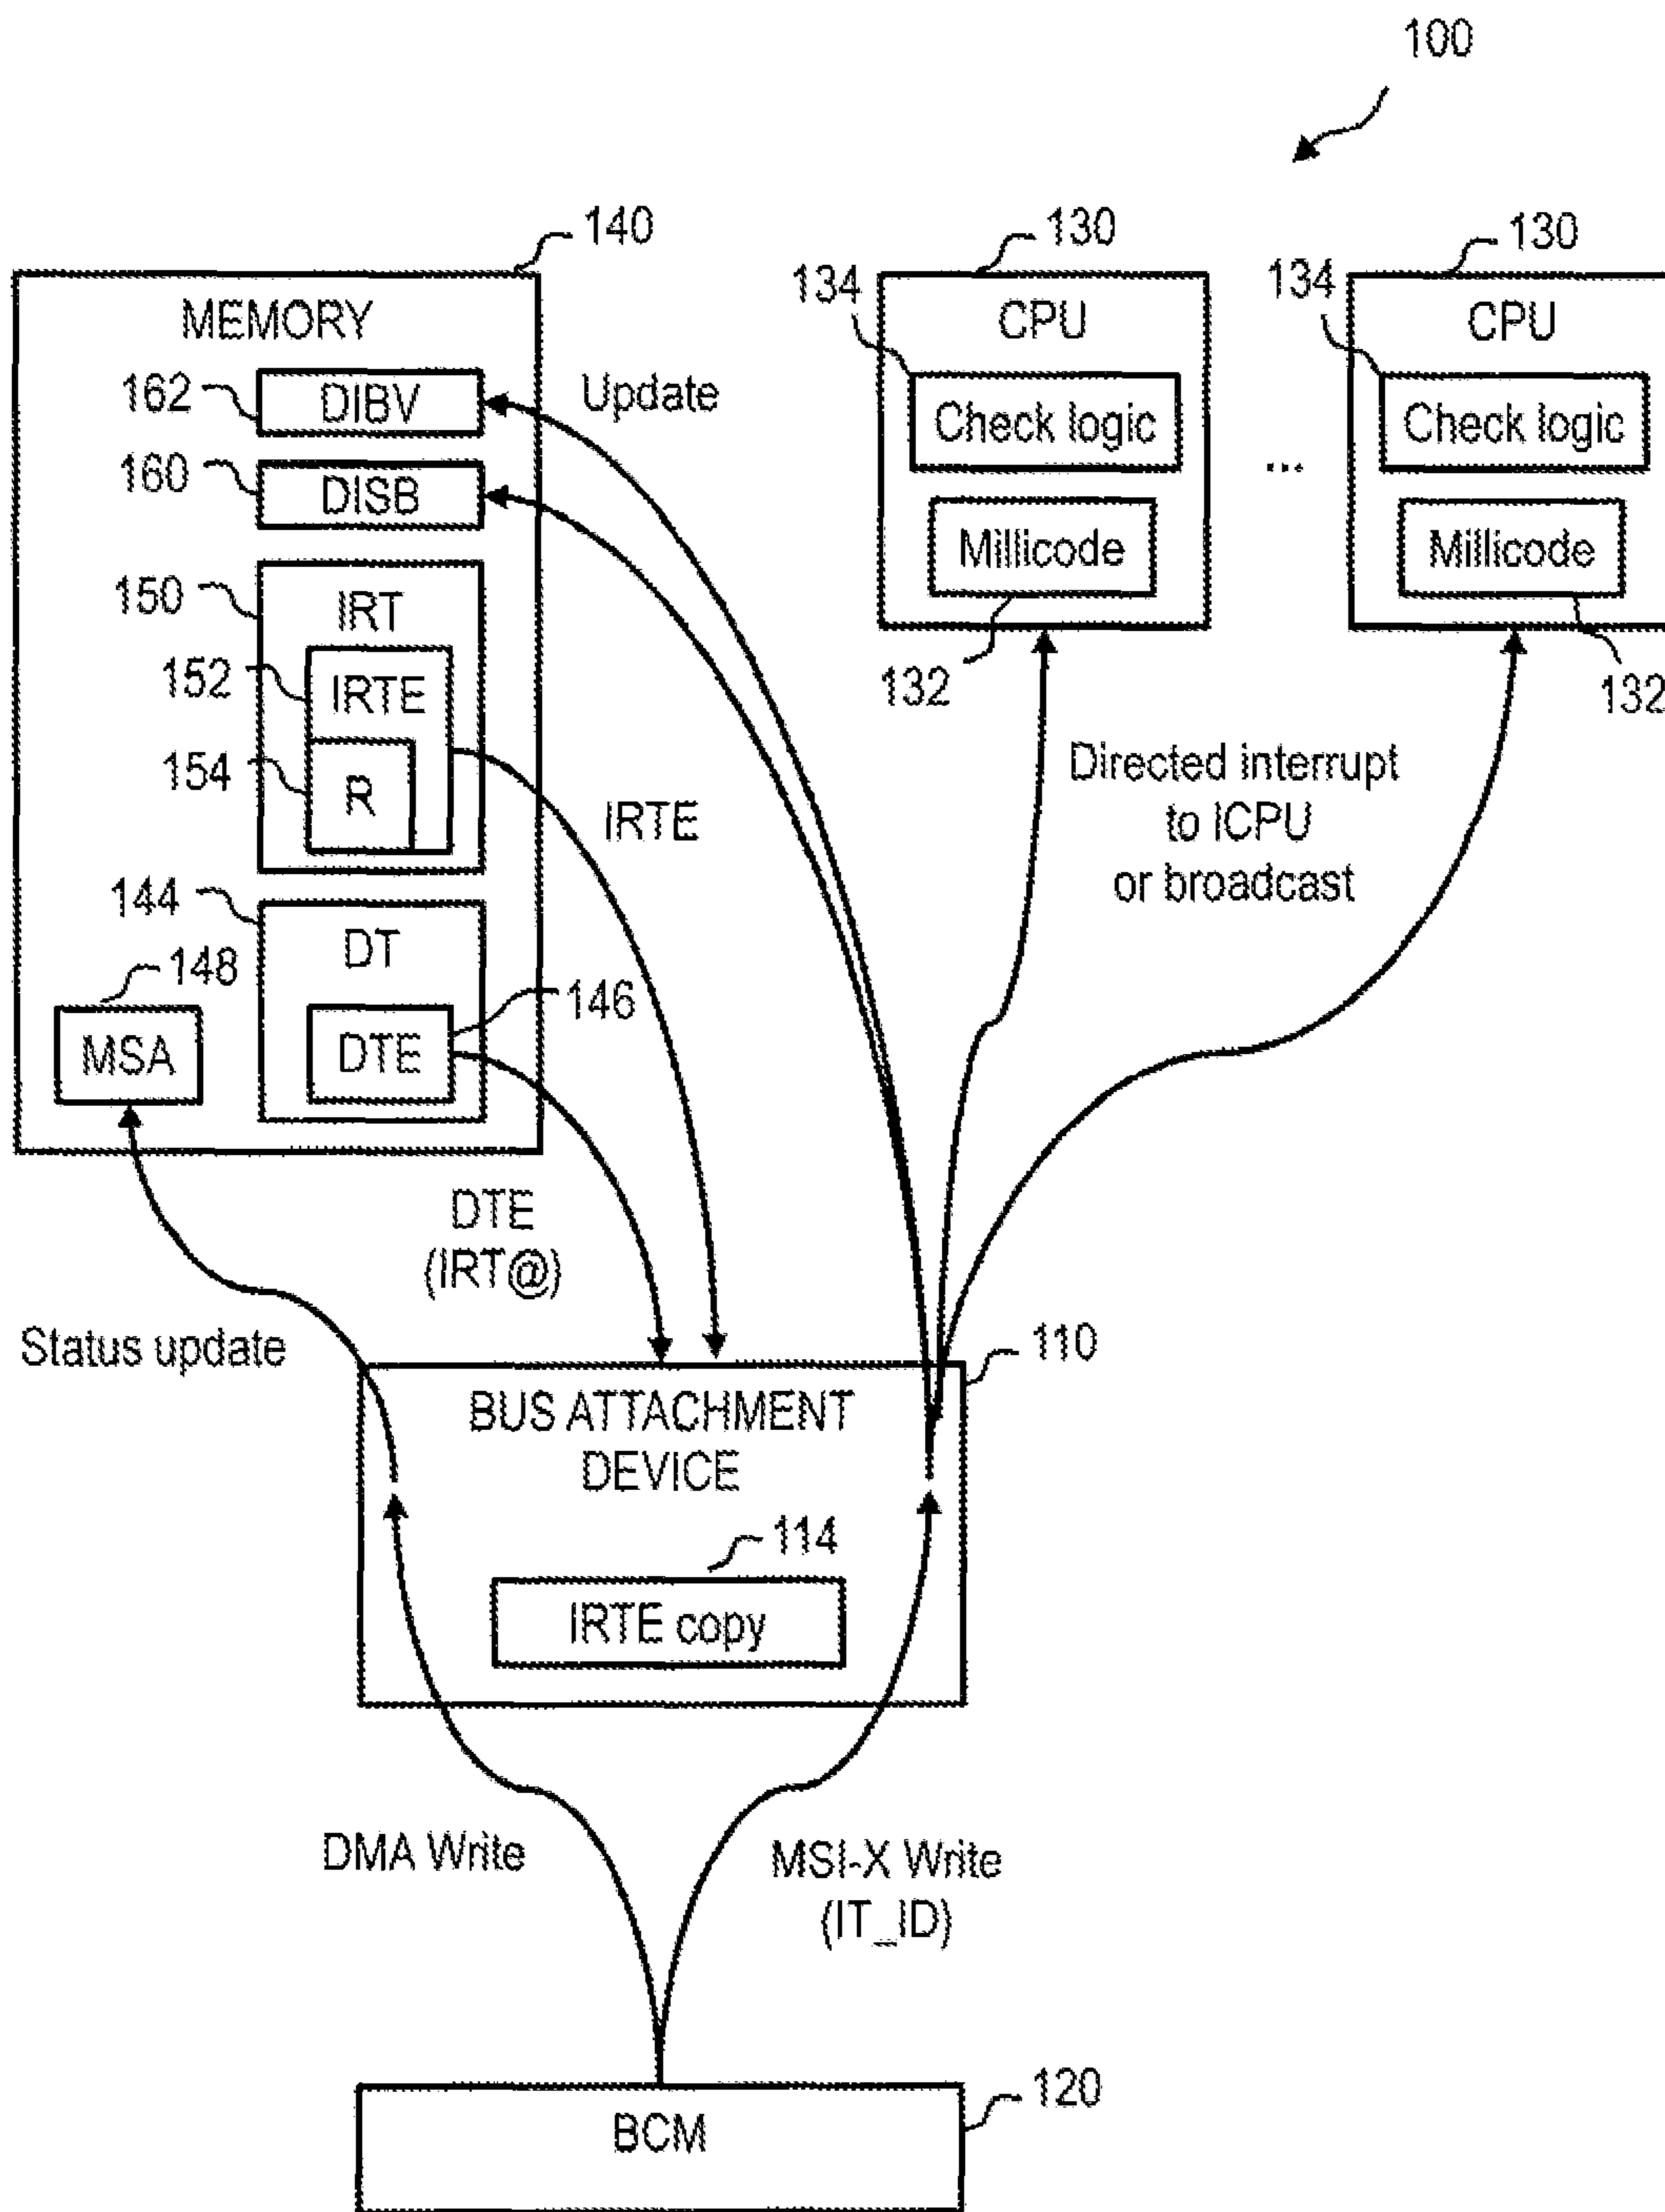 100
140
130
130
134
134
MEMORY
CPU
CPU
162
DIBV
Update
Check logic
Check logic
160
DISB
...
Millicode
Millicode
150
IRT
152
IRTE
132
132
154
R
IRTE
Directed interrupt
to ICPU
or broadcast
144
DT
148
146
MSA
DTE
DTE
(IRT@)
Status update
110
BUS ATTACHMENT
DEVICE
114
IRTE copy
DMA Write
MSI-X Write
(IT_ID)
120
BCM